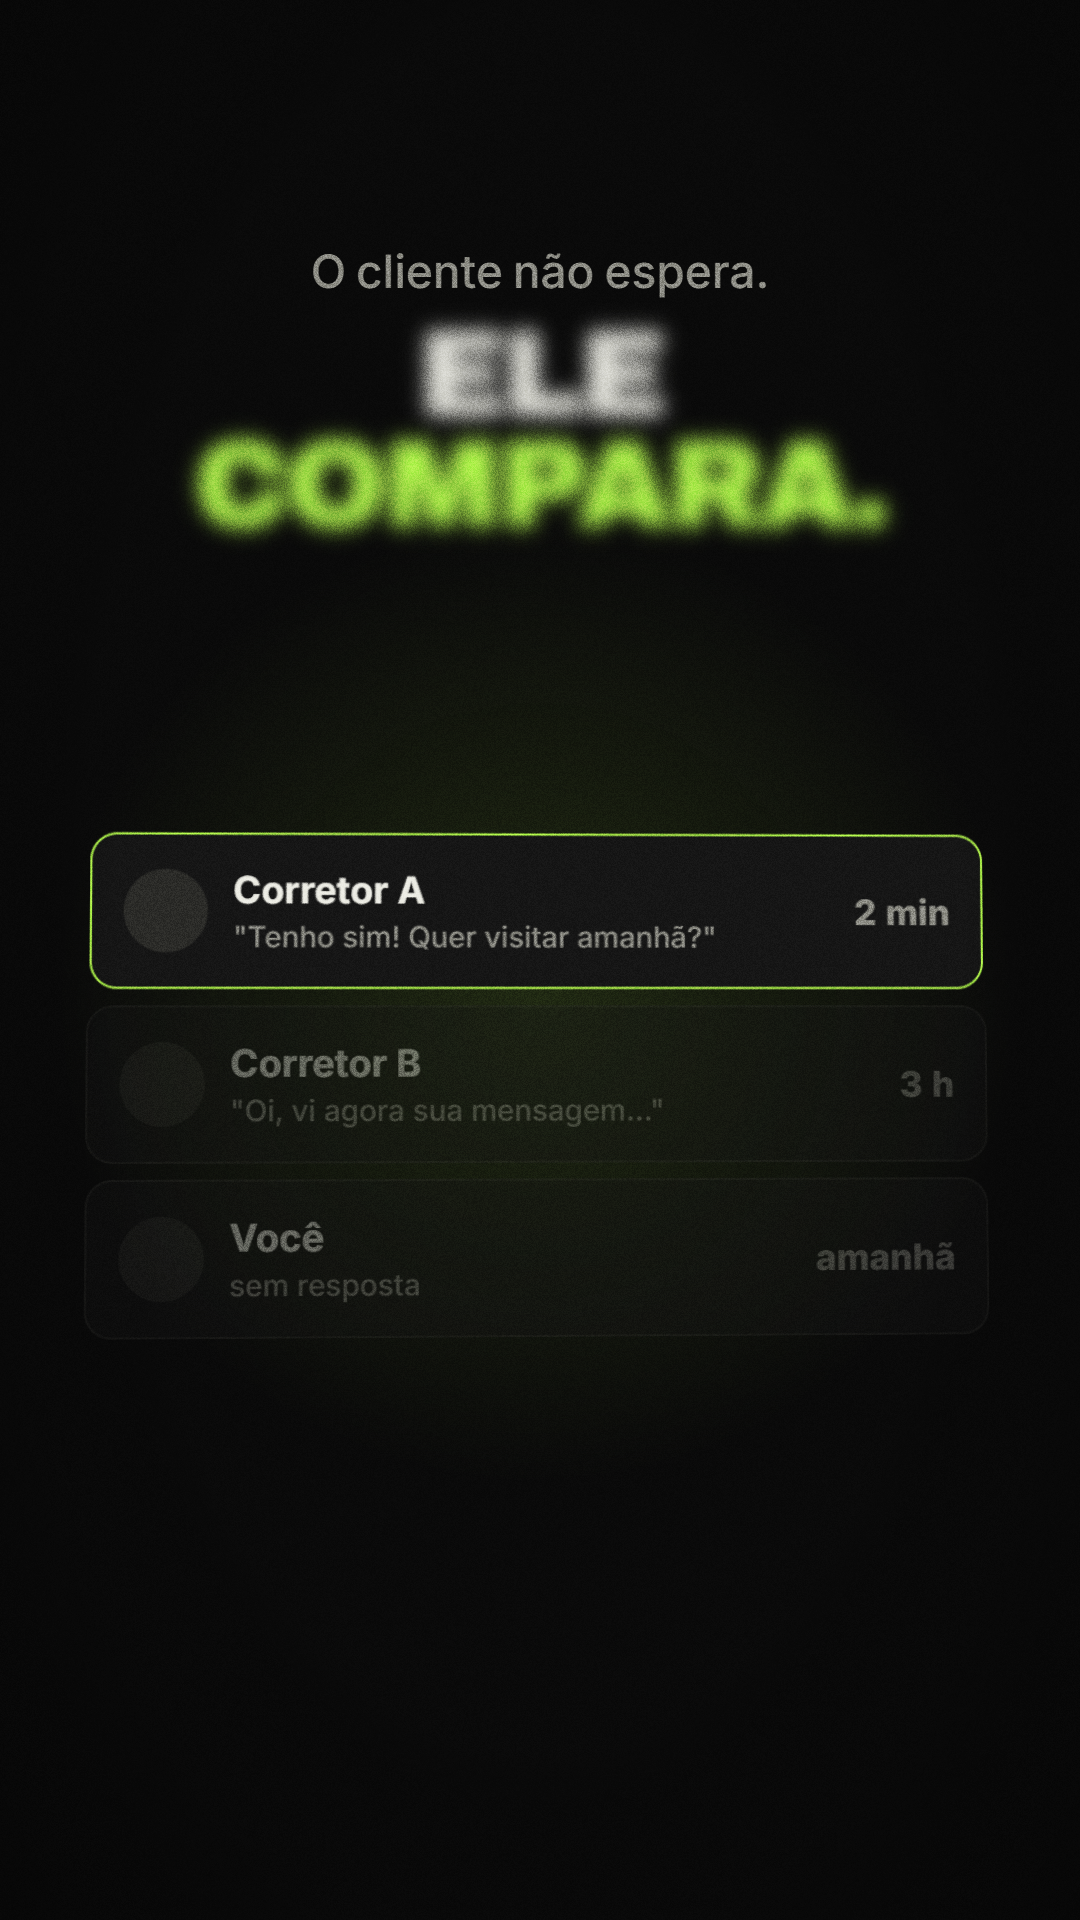 O cliente não espera.
ELE
COMPARA.
Corretor A
"Tenho sim! Quer visitar amanhã?"
2 min
Corretor B
"Oi, vi agora sua mensagem..."
3 h
Você
sem resposta
amanhã